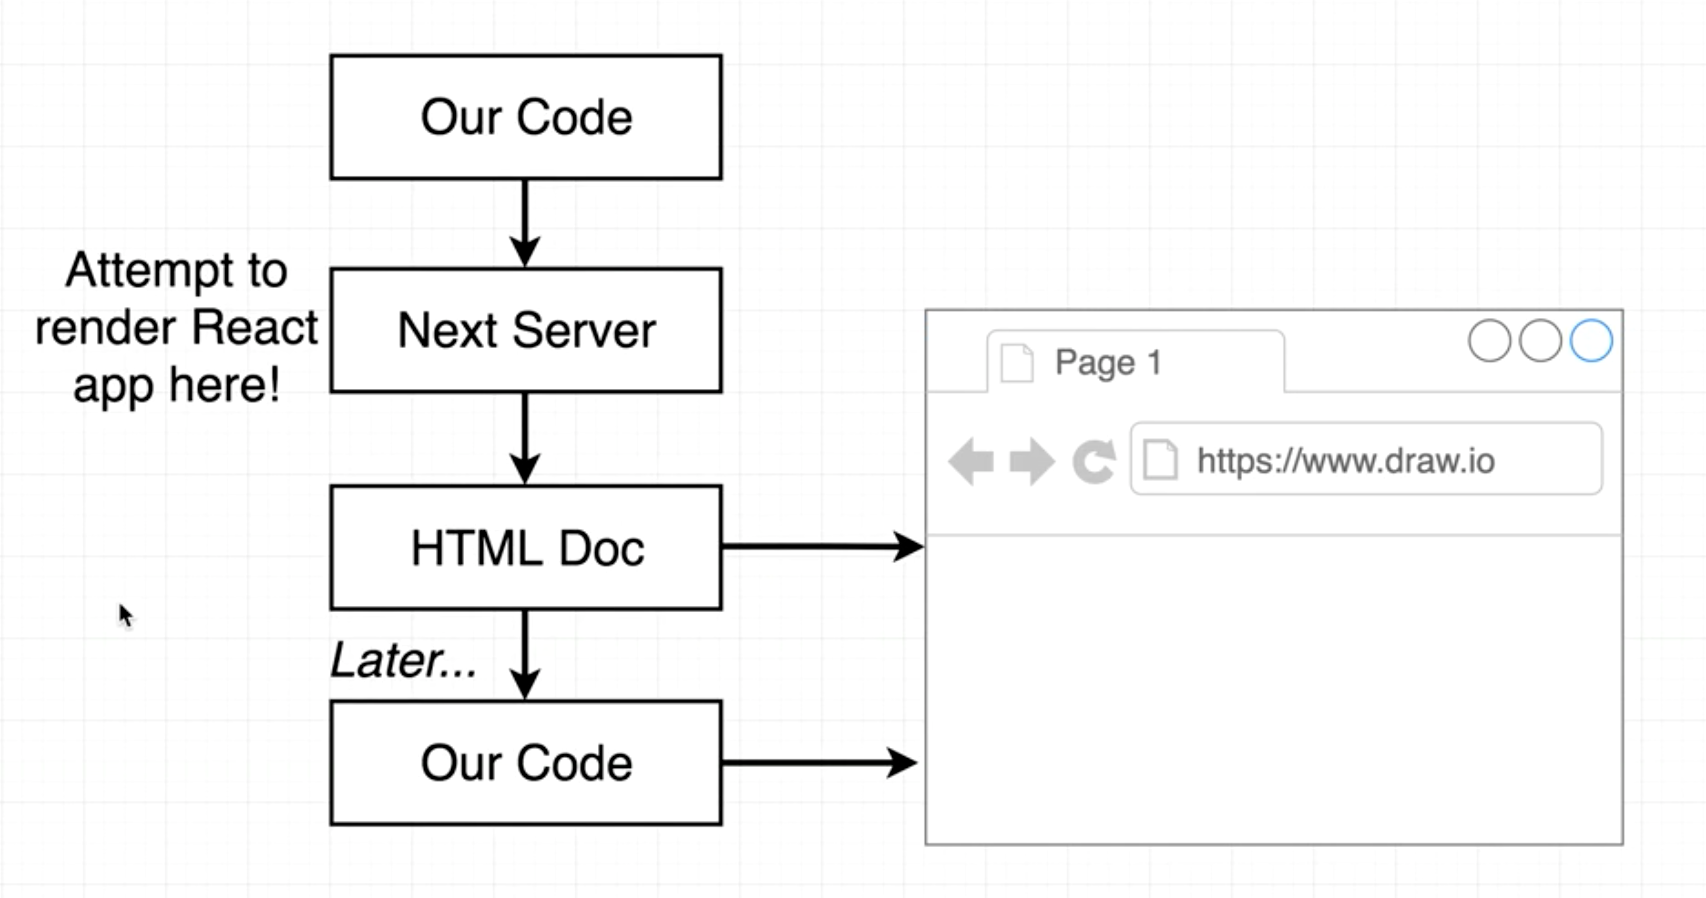 Our Code
Attempt to
render React
app here!
Next Server
HTML Doc
Later...
Our Code
Page 1
https://www.draw.io